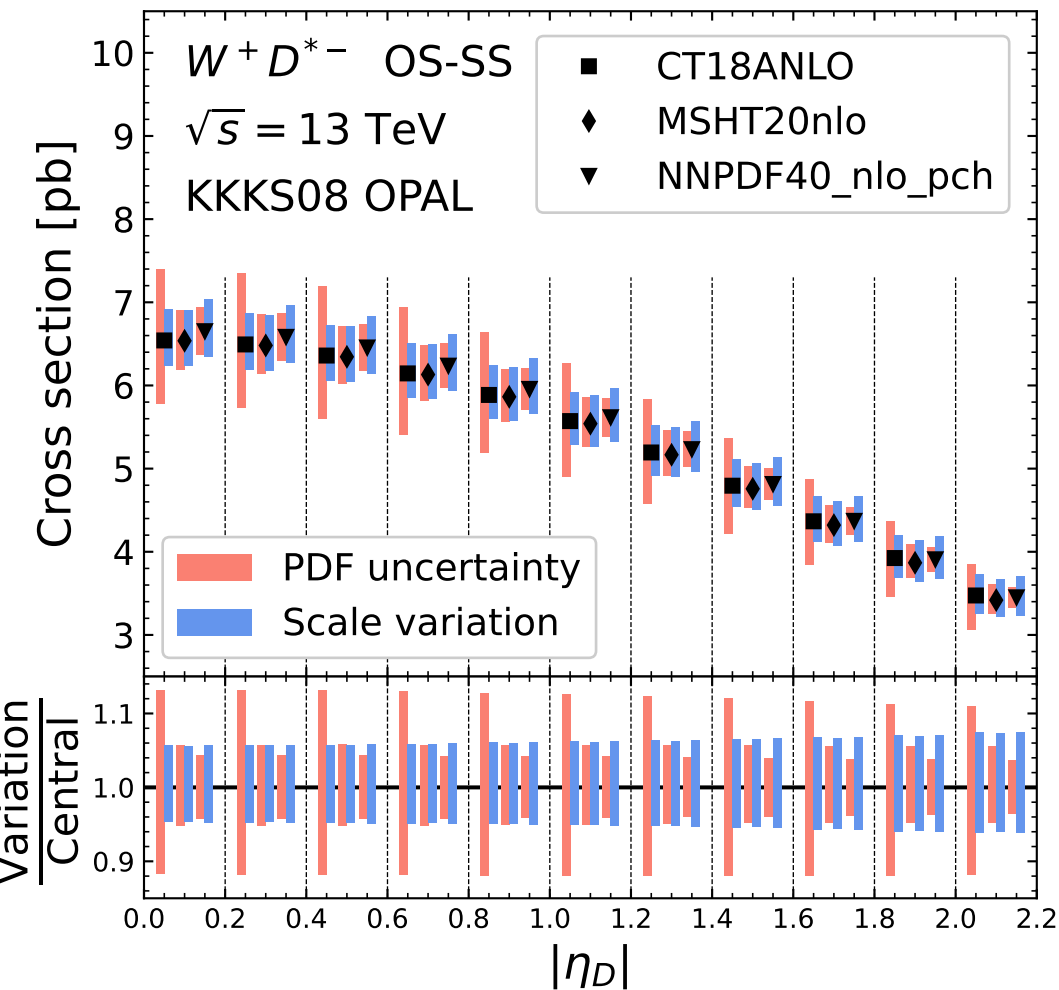 W⁺D*⁻ OS-SS
√s = 13 TeV
KKKS08 OPAL
CT18ANLO
MSHT20nlo
NNPDF40_nlo_pch
Cross section [pb]
10
9
8
7
6
5
4
3
PDF uncertainty
Scale variation
Variation
Central
1.1
1.0
0.9
0.0 0.2 0.4 0.6 0.8 1.0 1.2 1.4 1.6 1.8 2.0 2.2
|η_D|